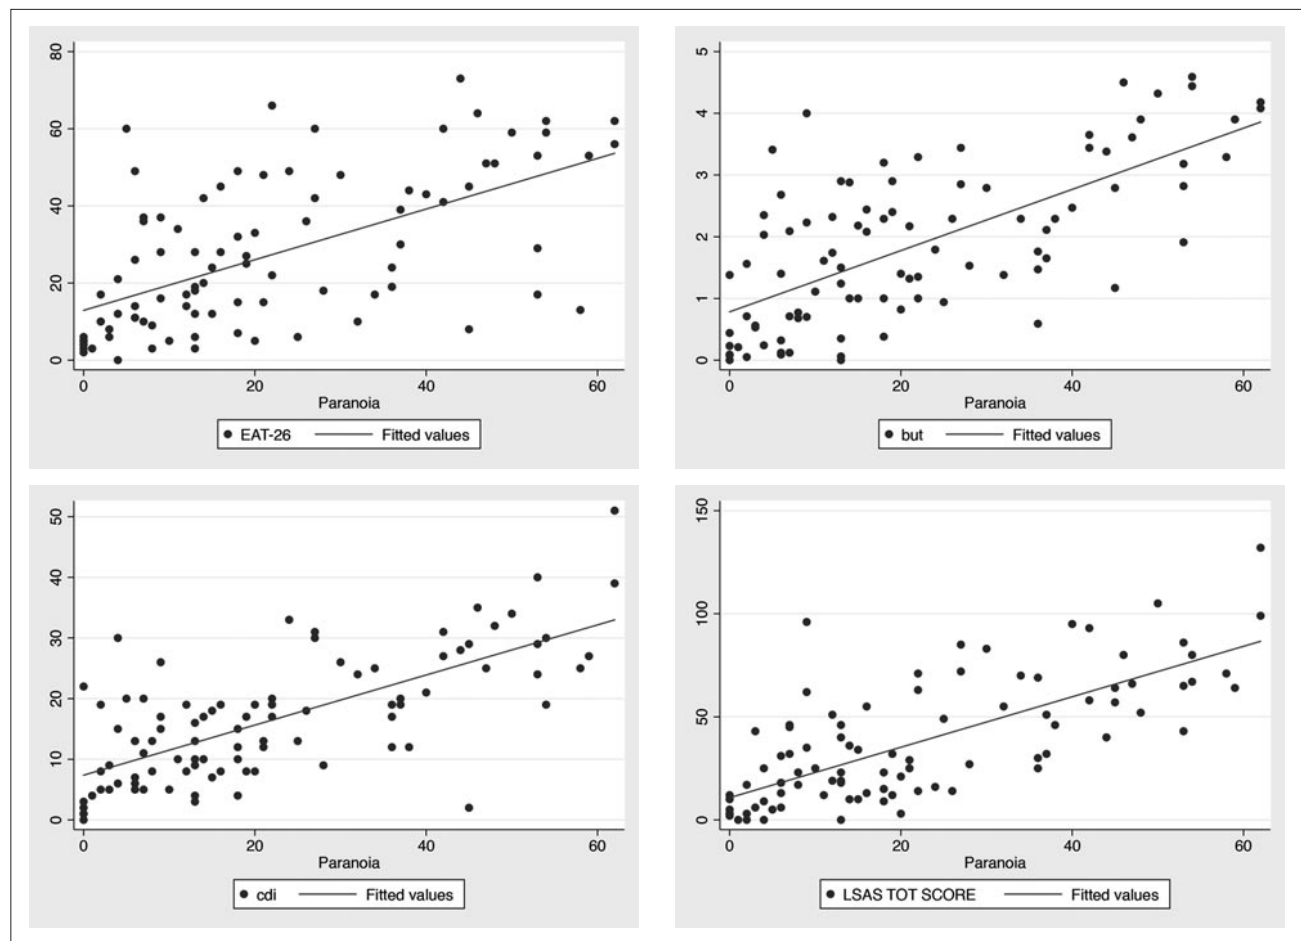 80
60
40
20
0
0 20 40 60
Paranoia
EAT-26 Fitted values
5
4
3
2
1
0
0 20 40 60
Paranoia
but Fitted values
50
40
30
20
10
0
0 20 40 60
Paranoia
cdi Fitted values
150
100
50
0
0 20 40 60
Paranoia
LSAS TOT SCORE Fitted values